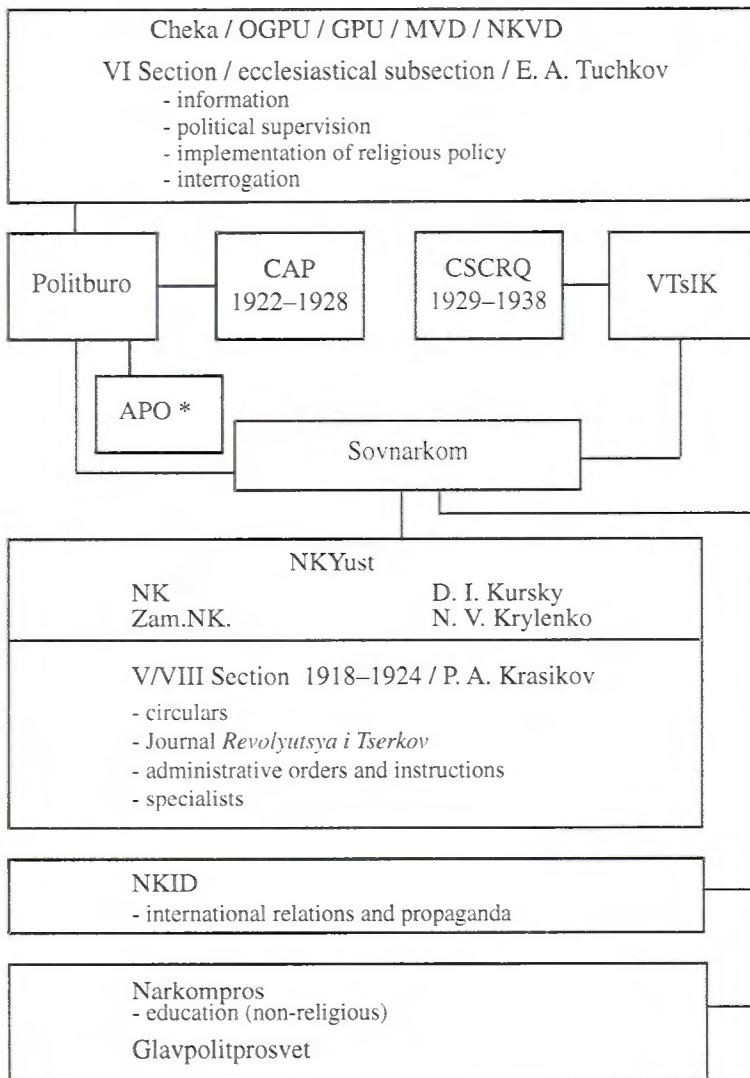 Cheka / OGPU / GPU / MVD / NKVD
VI Section / ecclesiastical subsection / E. A. Tuchkov
- information
- political supervision
- implementation of religious policy
- interrogation
Politburo
CAP
1922–1928
CSCRQ
1929–1938
VTsIK
APO *
Sovnarkom
NKYust
NK D. I. Kursky
Zam.NK. N. V. Krylenko
V/VIII Section 1918–1924 / P. A. Krasikov
- circulars
- Journal Revolyutsya i Tserkov
- administrative orders and instructions
- specialists
NKID
- international relations and propaganda
Narkompros
- education (non-religious)
Glavpolitprosvet